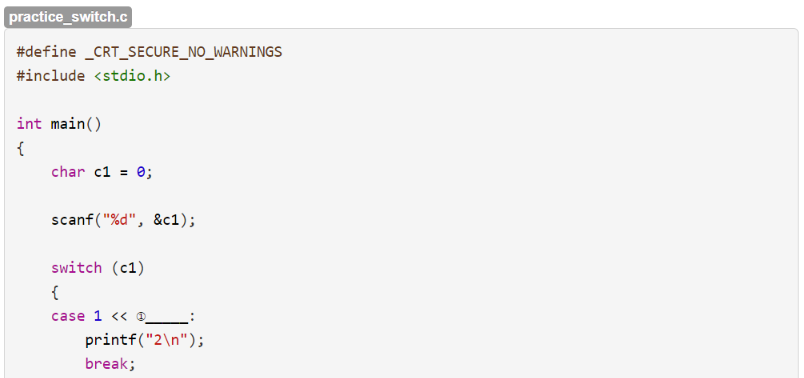 practice_switch.c
#define _CRT_SECURE_NO_WARNINGS
#include <stdio.h>
int main()
{
char c1 = 0;
scanf("%d", &c1);
switch (c1)
{
case 1 << ①_____:
printf("2\n");
break;